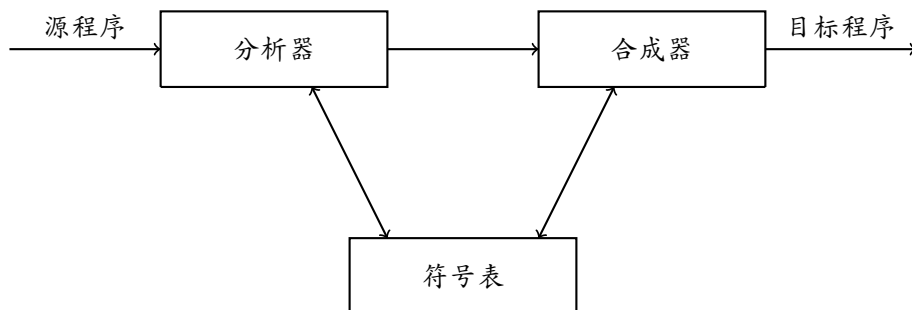 源程序
分析器
合成器
目标程序
符号表